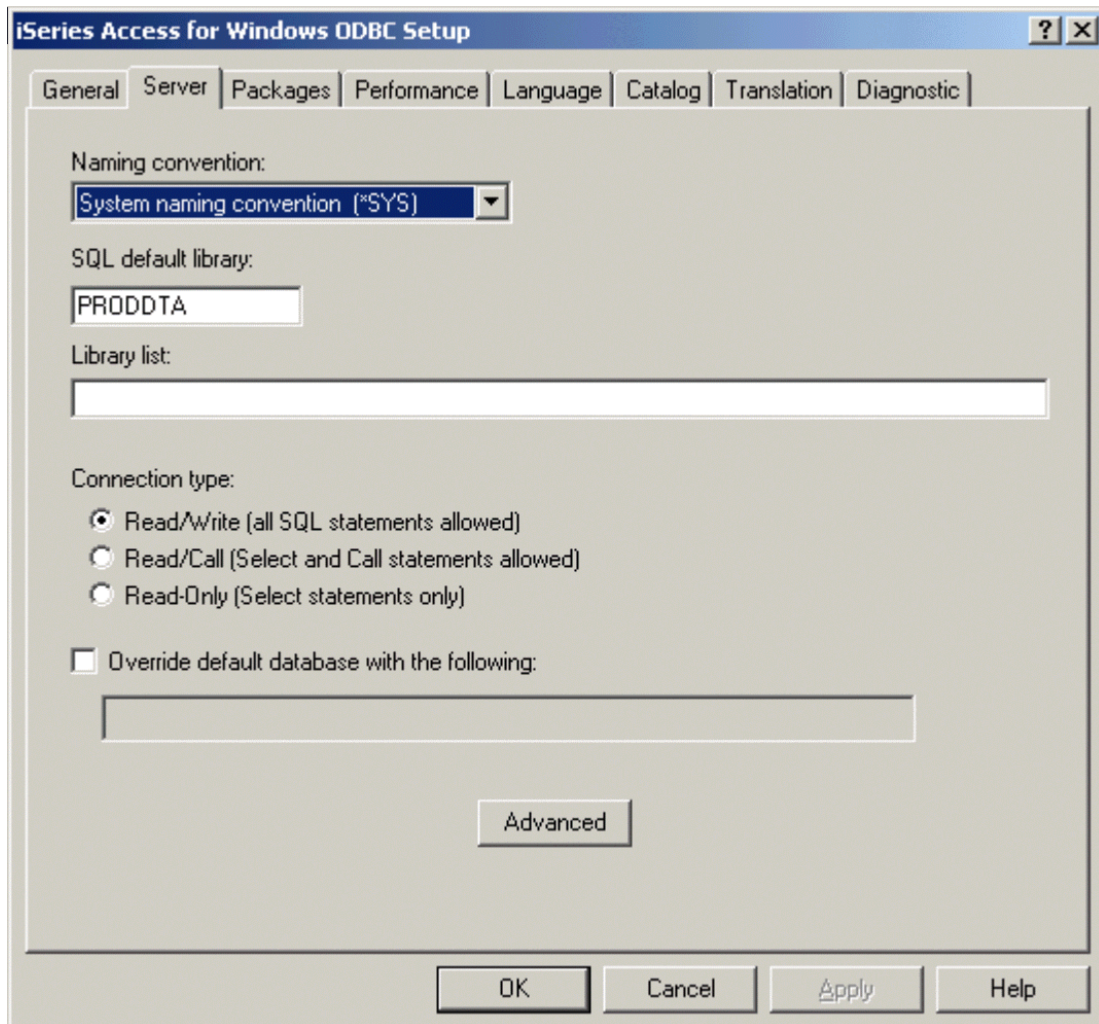 iSeries Access for Windows ODBC Setup
General Server Packages Performance Language Catalog Translation Diagnostic
Naming convention:
System naming convention (*SYS)
SQL default library:
PRODDTA
Library list:
Connection type:
Read/Write (all SQL statements allowed)
Read/Call (Select and Call statements allowed)
Read-Only (Select statements only)
Override default database with the following:
Advanced
OK Cancel Apply Help